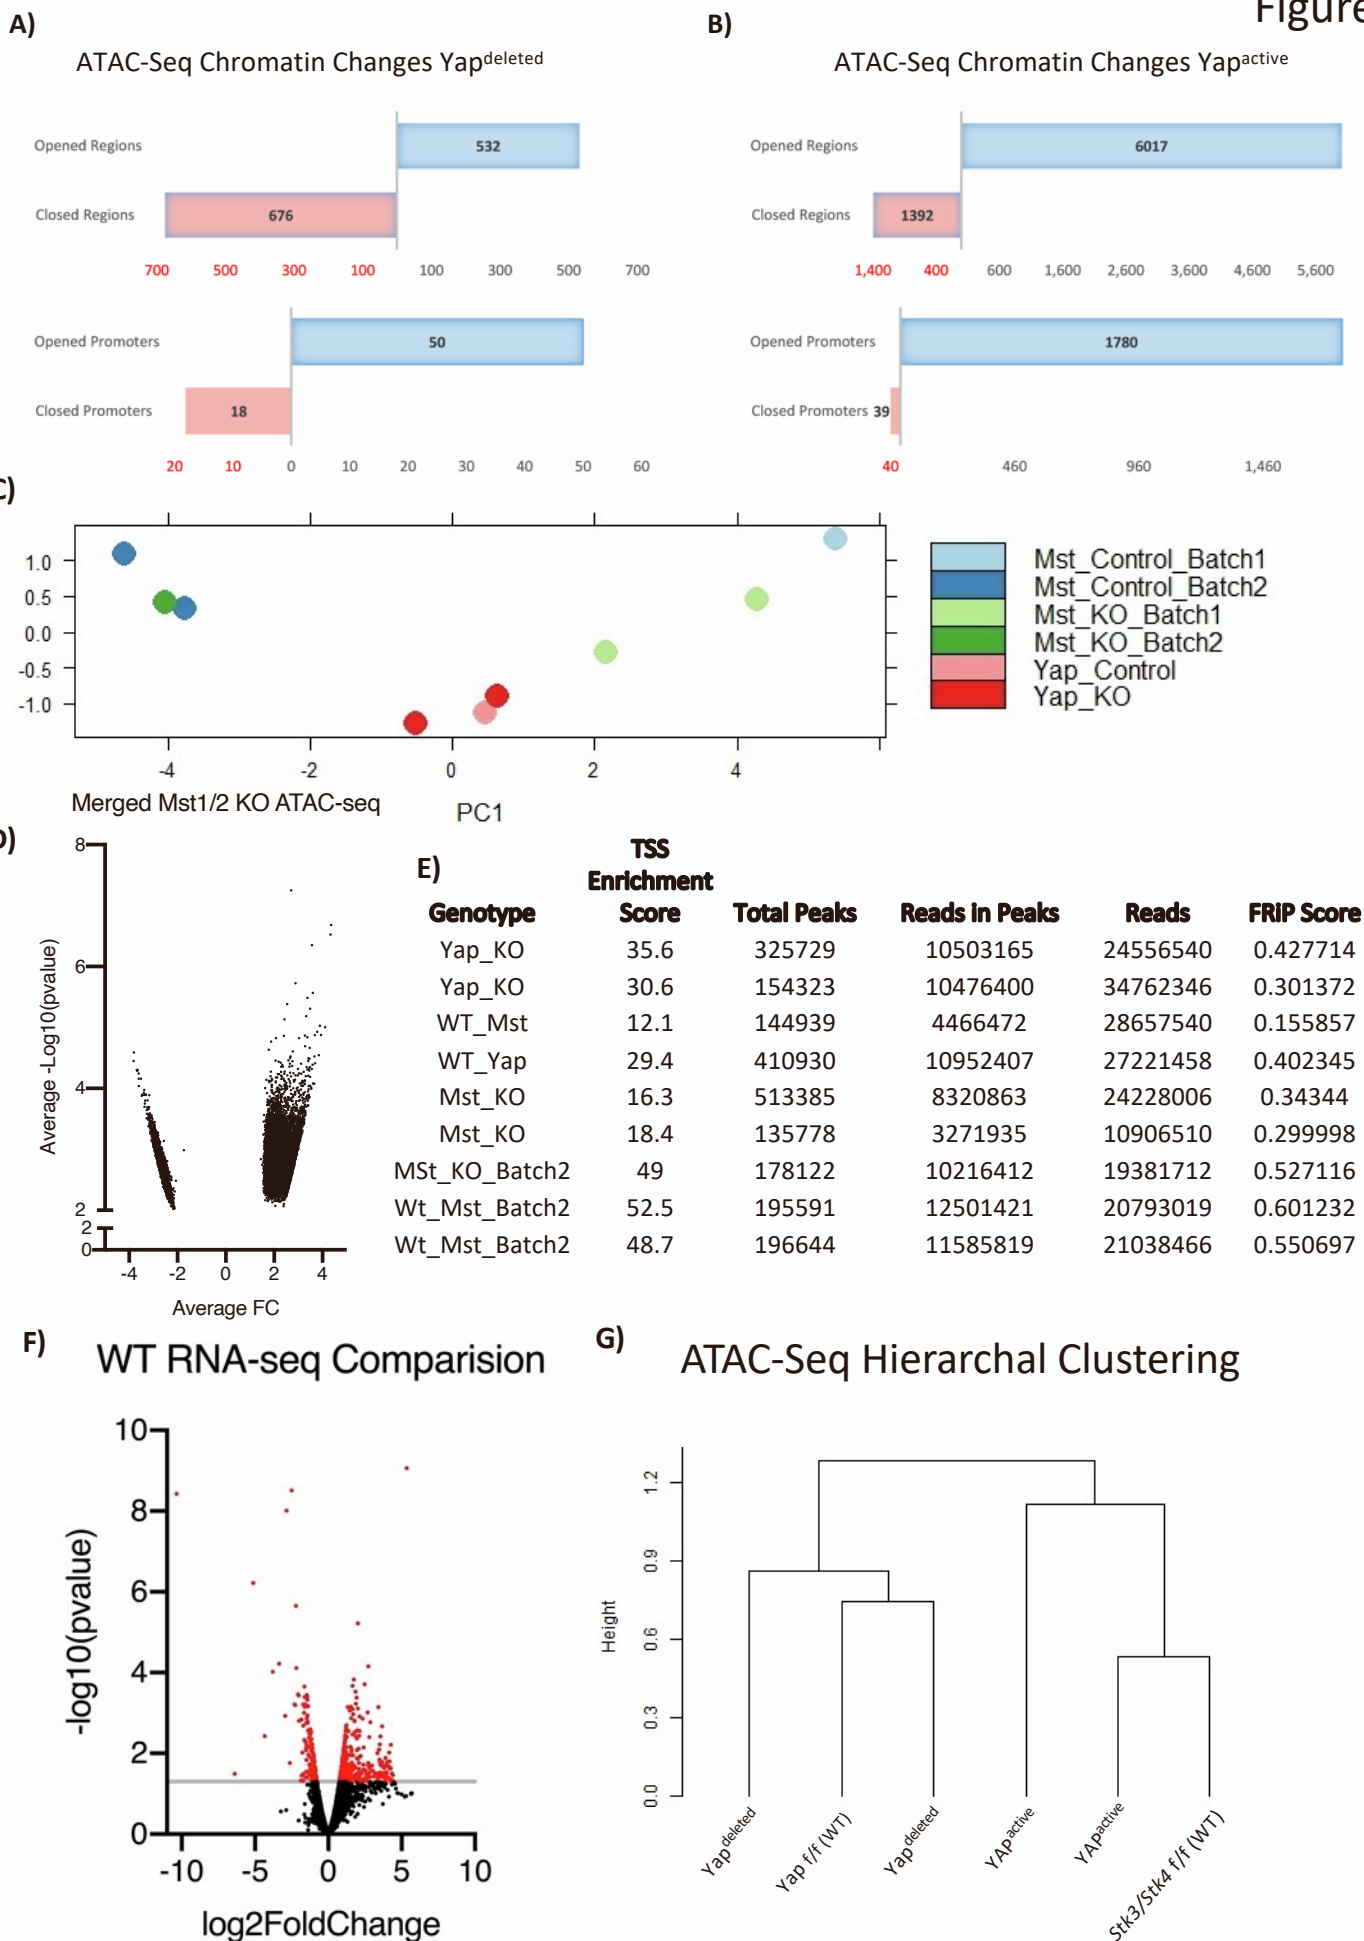 Figure
A)
B)
ATAC-Seq Chromatin Changes Yapdeleted
ATAC-Seq Chromatin Changes Yapactive
Opened Regions
532
Closed Regions
676
700 500 300 100 100 300 500 700
Opened Promoters
50
Closed Promoters
18
20 10 0 10 20 30 40 50 60
Opened Regions
6017
Closed Regions
1392
1,400 400 600 1,600 2,600 3,600 4,600 5,600
Opened Promoters
1780
Closed Promoters 39
40 460 960 1,460
C)
1.0
0.5
0.0
-0.5
-1.0
-4 -2 0 2 4
PC1
Mst_Control_Batch1
Mst_Control_Batch2
Mst_KO_Batch1
Mst_KO_Batch2
Yap_Control
Yap_KO
D)
Merged Mst1/2 KO ATAC-seq
Average -Log10(pvalue)
8
6
4
2
2
0
-4 -2 0 2 4
Average FC
E)
Genotype TSS Enrichment Score Total Peaks Reads in Peaks Reads FRiP Score
Yap_KO 35.6 325729 10503165 24556540 0.427714
Yap_KO 30.6 154323 10476400 34762346 0.301372
WT_Mst 12.1 144939 4466472 28657540 0.155857
WT_Yap 29.4 410930 10952407 27221458 0.402345
Mst_KO 16.3 513385 8320863 24228006 0.34344
Mst_KO 18.4 135778 3271935 10906510 0.299998
MSt_KO_Batch2 49 178122 10216412 19381712 0.527116
Wt_Mst_Batch2 52.5 195591 12501421 20793019 0.601232
Wt_Mst_Batch2 48.7 196644 11585819 21038466 0.550697
F)
WT RNA-seq Comparision
-log10(pvalue)
10
8
6
4
2
0
-10 -5 0 5 10
log2FoldChange
G)
ATAC-Seq Hierarchal Clustering
Height
1.2
0.9
0.6
0.3
0.0
Yapdeleted
Yap f/f (WT)
Yapdeleted
YAPactive
YAPactive
Stk3/Stk4 f/f (WT)